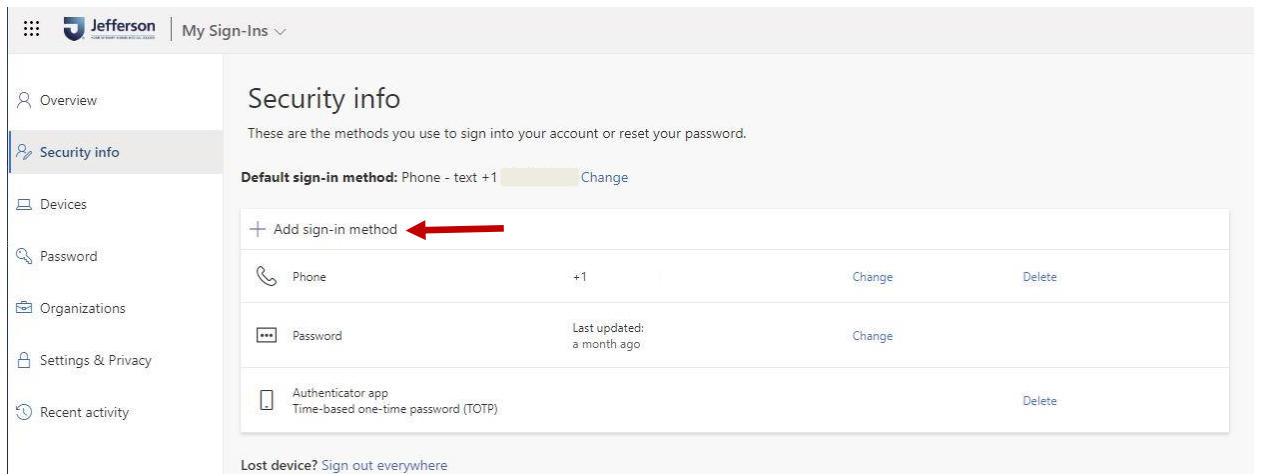 Jefferson
My Sign-Ins
Overview
Security info
Devices
Password
Organizations
Settings & Privacy
Recent activity
Security info
These are the methods you use to sign into your account or reset your password.
Default sign-in method: Phone - text +1 Change
+ Add sign-in method
Phone +1 Change Delete
Password Last updated:
a month ago Change
Authenticator app
Time-based one-time password (TOTP) Delete
Lost device? Sign out everywhere